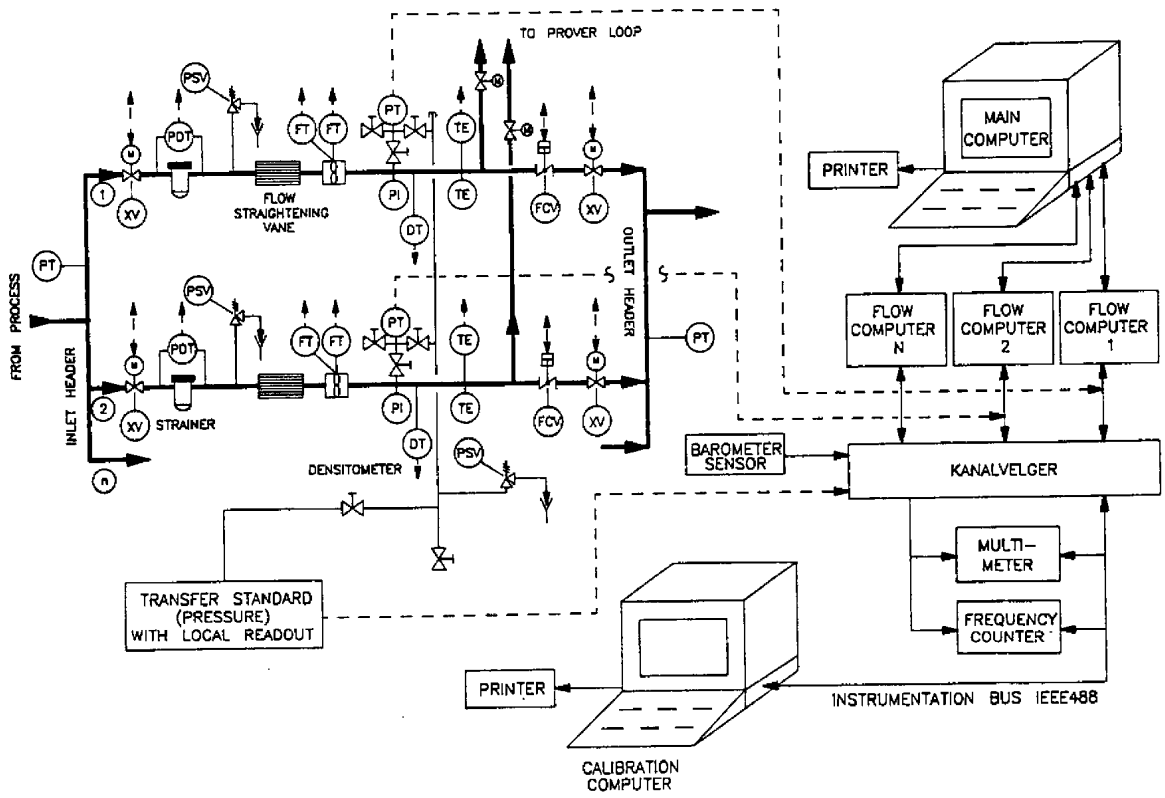 TO PROVER LOOP
PSV
PDT
FT
FT
PT
TE
M
M
M
M
MAIN
COMPUTER
PRINTER
1
XV
FLOW
STRAIGHTENING
VANE
PI
TE
DT
FCV
XV
PT
FROM PROCESS
INLET HEADER
OUTLET HEADER
PSV
PDT
FT
FT
PT
TE
M
M
PT
FLOW
COMPUTER
N
FLOW
COMPUTER
2
FLOW
COMPUTER
1
2
XV
STRAINER
PI
TE
DT
FCV
XV
n
DENSITOMETER
PSV
BAROMETER
SENSOR
KANALVELGER
MULTI-
METER
FREQUENCY
COUNTER
TRANSFER STANDARD
(PRESSURE)
WITH LOCAL READOUT
PRINTER
INSTRUMENTATION BUS IEEE488
CALIBRATION
COMPUTER